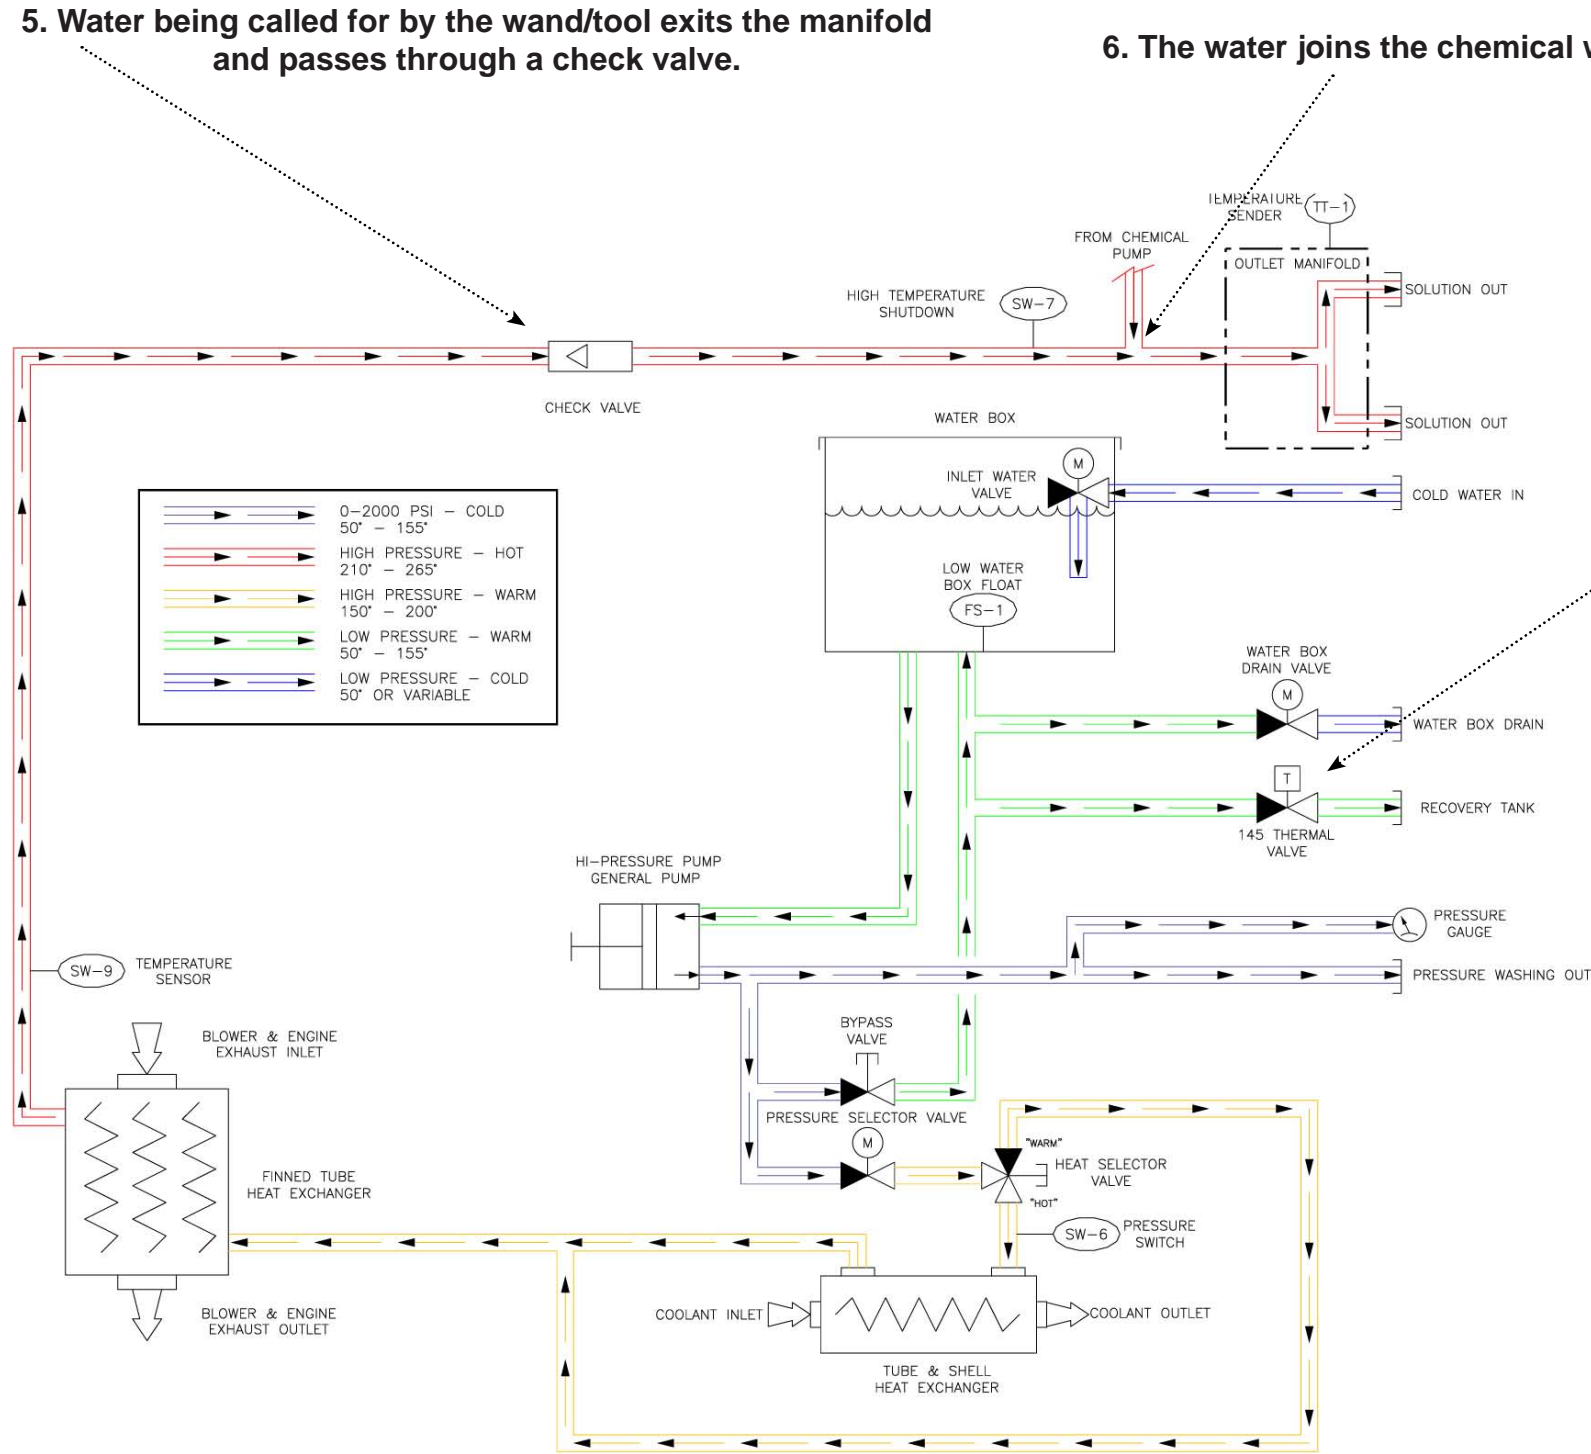 5. Water being called for by the wand/tool exits the manifold
and passes through a check valve.
6. The water joins the chemical
TEMPERATURE
SENDER
TT-1
FROM CHEMICAL
PUMP
OUTLET MANIFOLD
HIGH TEMPERATURE
SHUTDOWN
SW-7
SOLUTION OUT
CHECK VALVE
SOLUTION OUT
WATER BOX
INLET WATER
VALVE
M
COLD WATER IN
0-2000 PSI - COLD
50° - 155°
HIGH PRESSURE - HOT
210° - 265°
HIGH PRESSURE - WARM
150° - 200°
LOW PRESSURE - WARM
50° - 155°
LOW PRESSURE - COLD
50° OR VARIABLE
LOW WATER
BOX FLOAT
FS-1
WATER BOX
DRAIN VALVE
M
WATER BOX DRAIN
T
RECOVERY TANK
145 THERMAL
VALVE
HI-PRESSURE PUMP
GENERAL PUMP
PRESSURE
GAUGE
SW-9
TEMPERATURE
SENSOR
PRESSURE WASHING OUT
BLOWER & ENGINE
EXHAUST INLET
BYPASS
VALVE
PRESSURE SELECTOR VALVE
M
"WARM"
HEAT SELECTOR
VALVE
"HOT"
FINNED TUBE
HEAT EXCHANGER
SW-6
PRESSURE
SWITCH
BLOWER & ENGINE
EXHAUST OUTLET
COOLANT INLET
COOLANT OUTLET
TUBE & SHELL
HEAT EXCHANGER